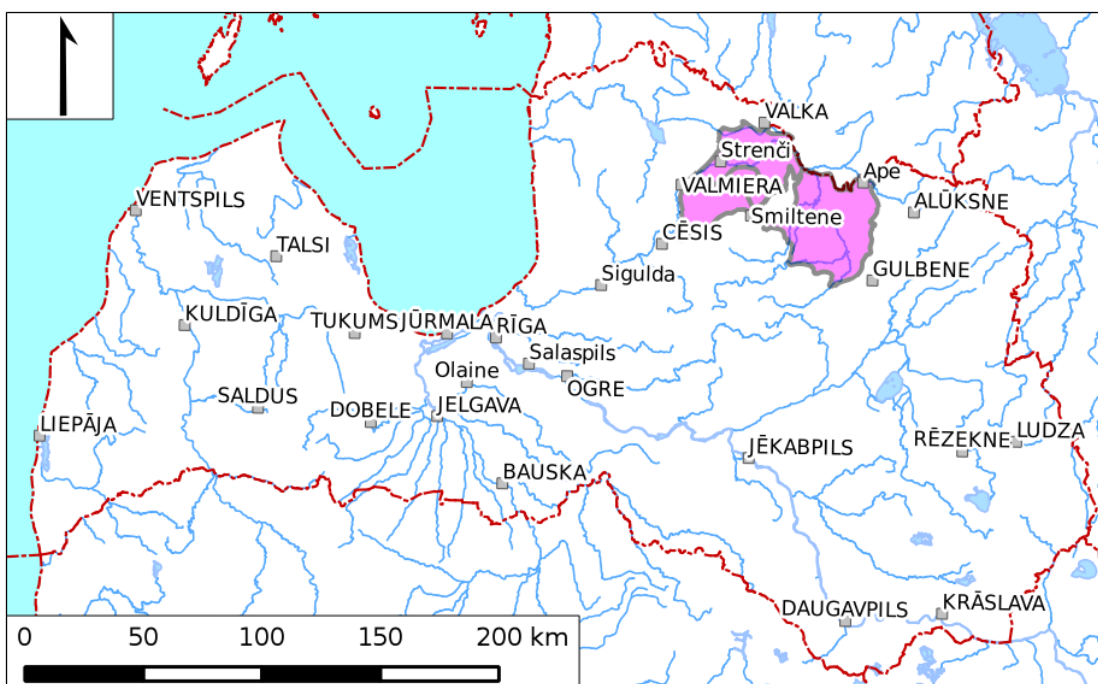 VALKA
Strenči
Ape
VALMIERA
VENTSPILS
Smiltene
ALŪKSNE
TALSI
CĒSIS
Sigulda
GULBENE
KULDĪGA
TUKUMS
JŪRMALA
RĪGA
Salaspils
Olaine
OGRE
SALDUS
DOBELE
JELGAVA
LIEPĀJA
RĒZEKNE
LUDZA
JĒKABPILS
BAUSKA
DAUGAVPILS
KRĀSLAVA
0 50 100 150 200 km